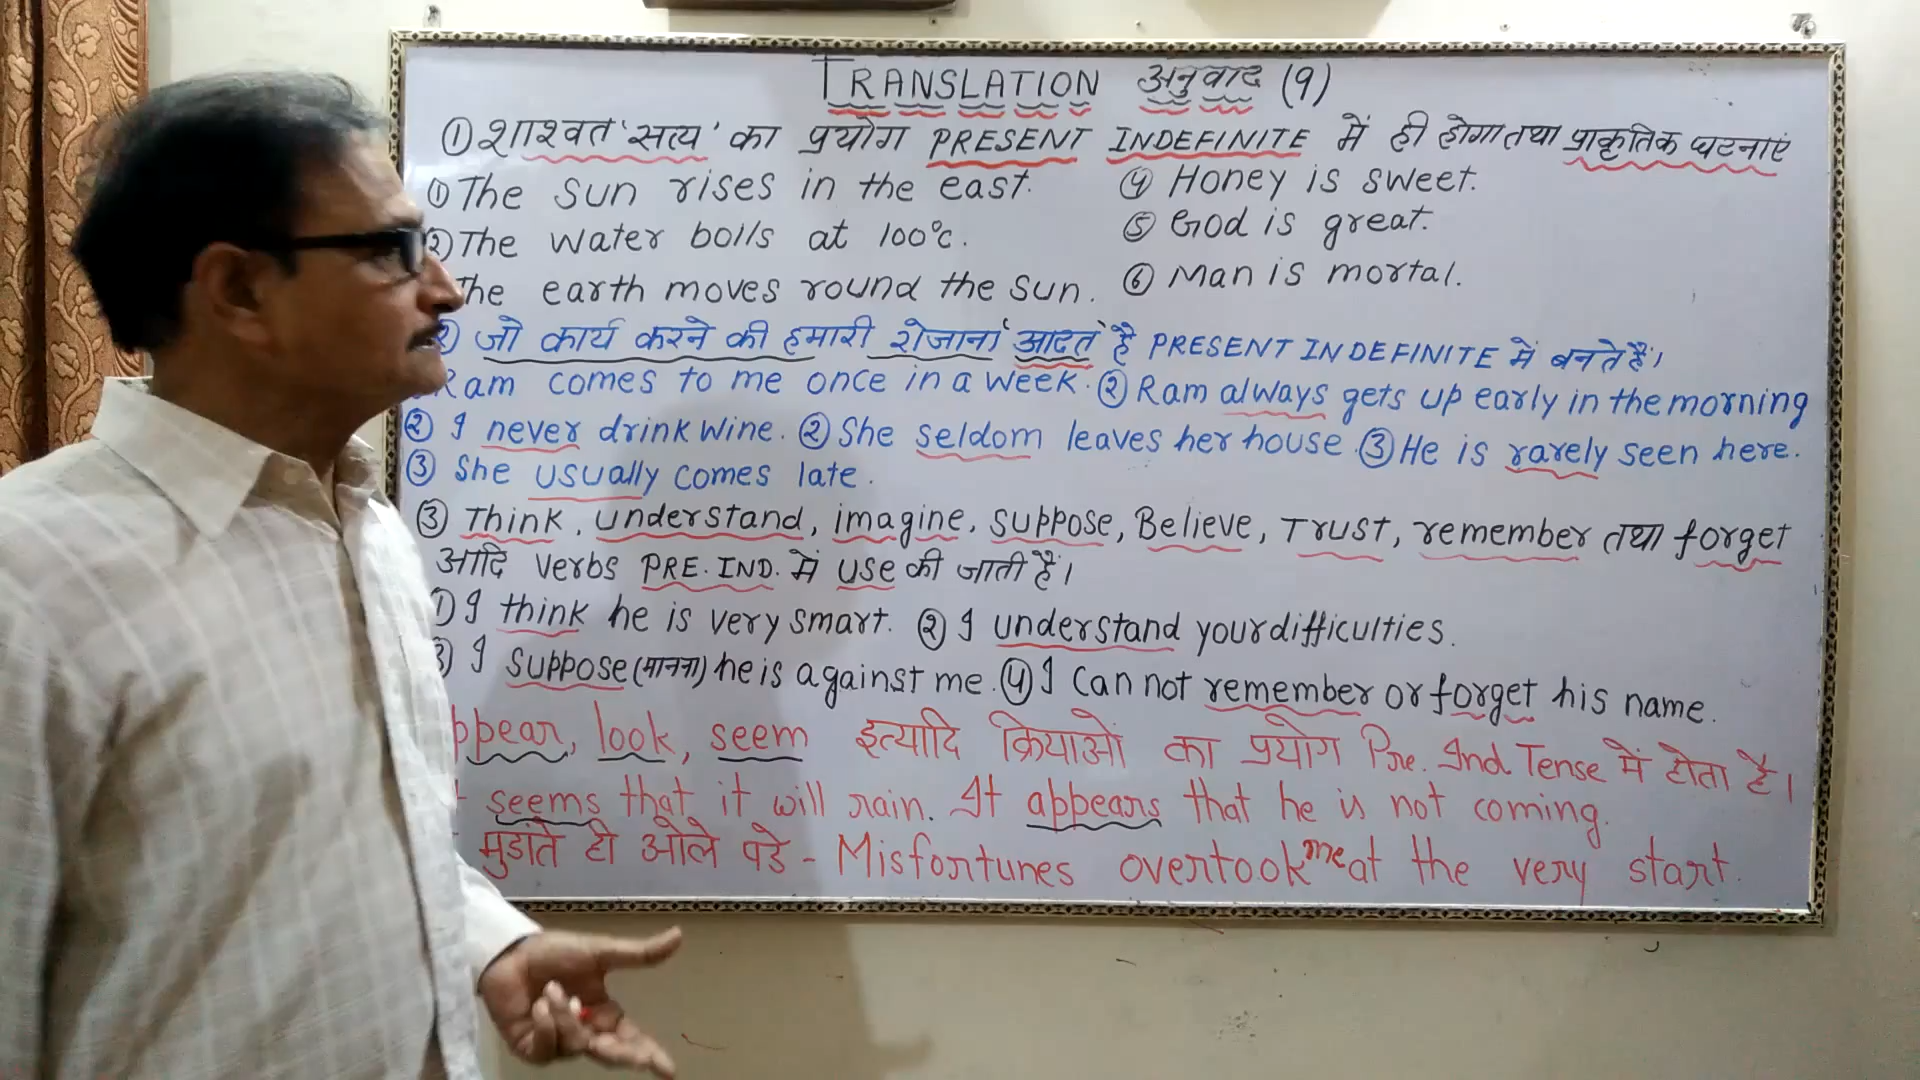 TRANSLATION अनुवाद (9)
① शाश्वत 'सत्य' का प्रयोग PRESENT INDEFINITE में ही होगा तथा प्राकृतिक घटनाएं
① The sun rises in the east. ④ Honey is sweet.
② The water boils at 100°c. ⑤ God is great.
The earth moves round the sun. ⑥ Man is mortal.
② जो कार्य करने की हमारी रोजाना 'आदत' है PRESENT INDEFINITE में बनते हैं।
Ram comes to me once in a week. ② Ram always gets up early in the morning
② I never drink wine. ② She seldom leaves her house. ③ He is rarely seen here.
③ She usually comes late.
③ Think, understand, imagine, suppose, Believe, Trust, remember तथा forget
आदि verbs PRE. IND. में use की जाती हैं।
① I think he is very smart. ② I understand your difficulties.
③ I suppose (मानना) he is against me. ④ I can not remember or forget his name.
ppear, look, seem इत्यादि क्रियाओं का प्रयोग Pre. Ind Tense में होता है।
seems that it will rain. It appears that he is not coming.
मुडांते ही ओले पडे - Misfortunes overtook me at the very start.